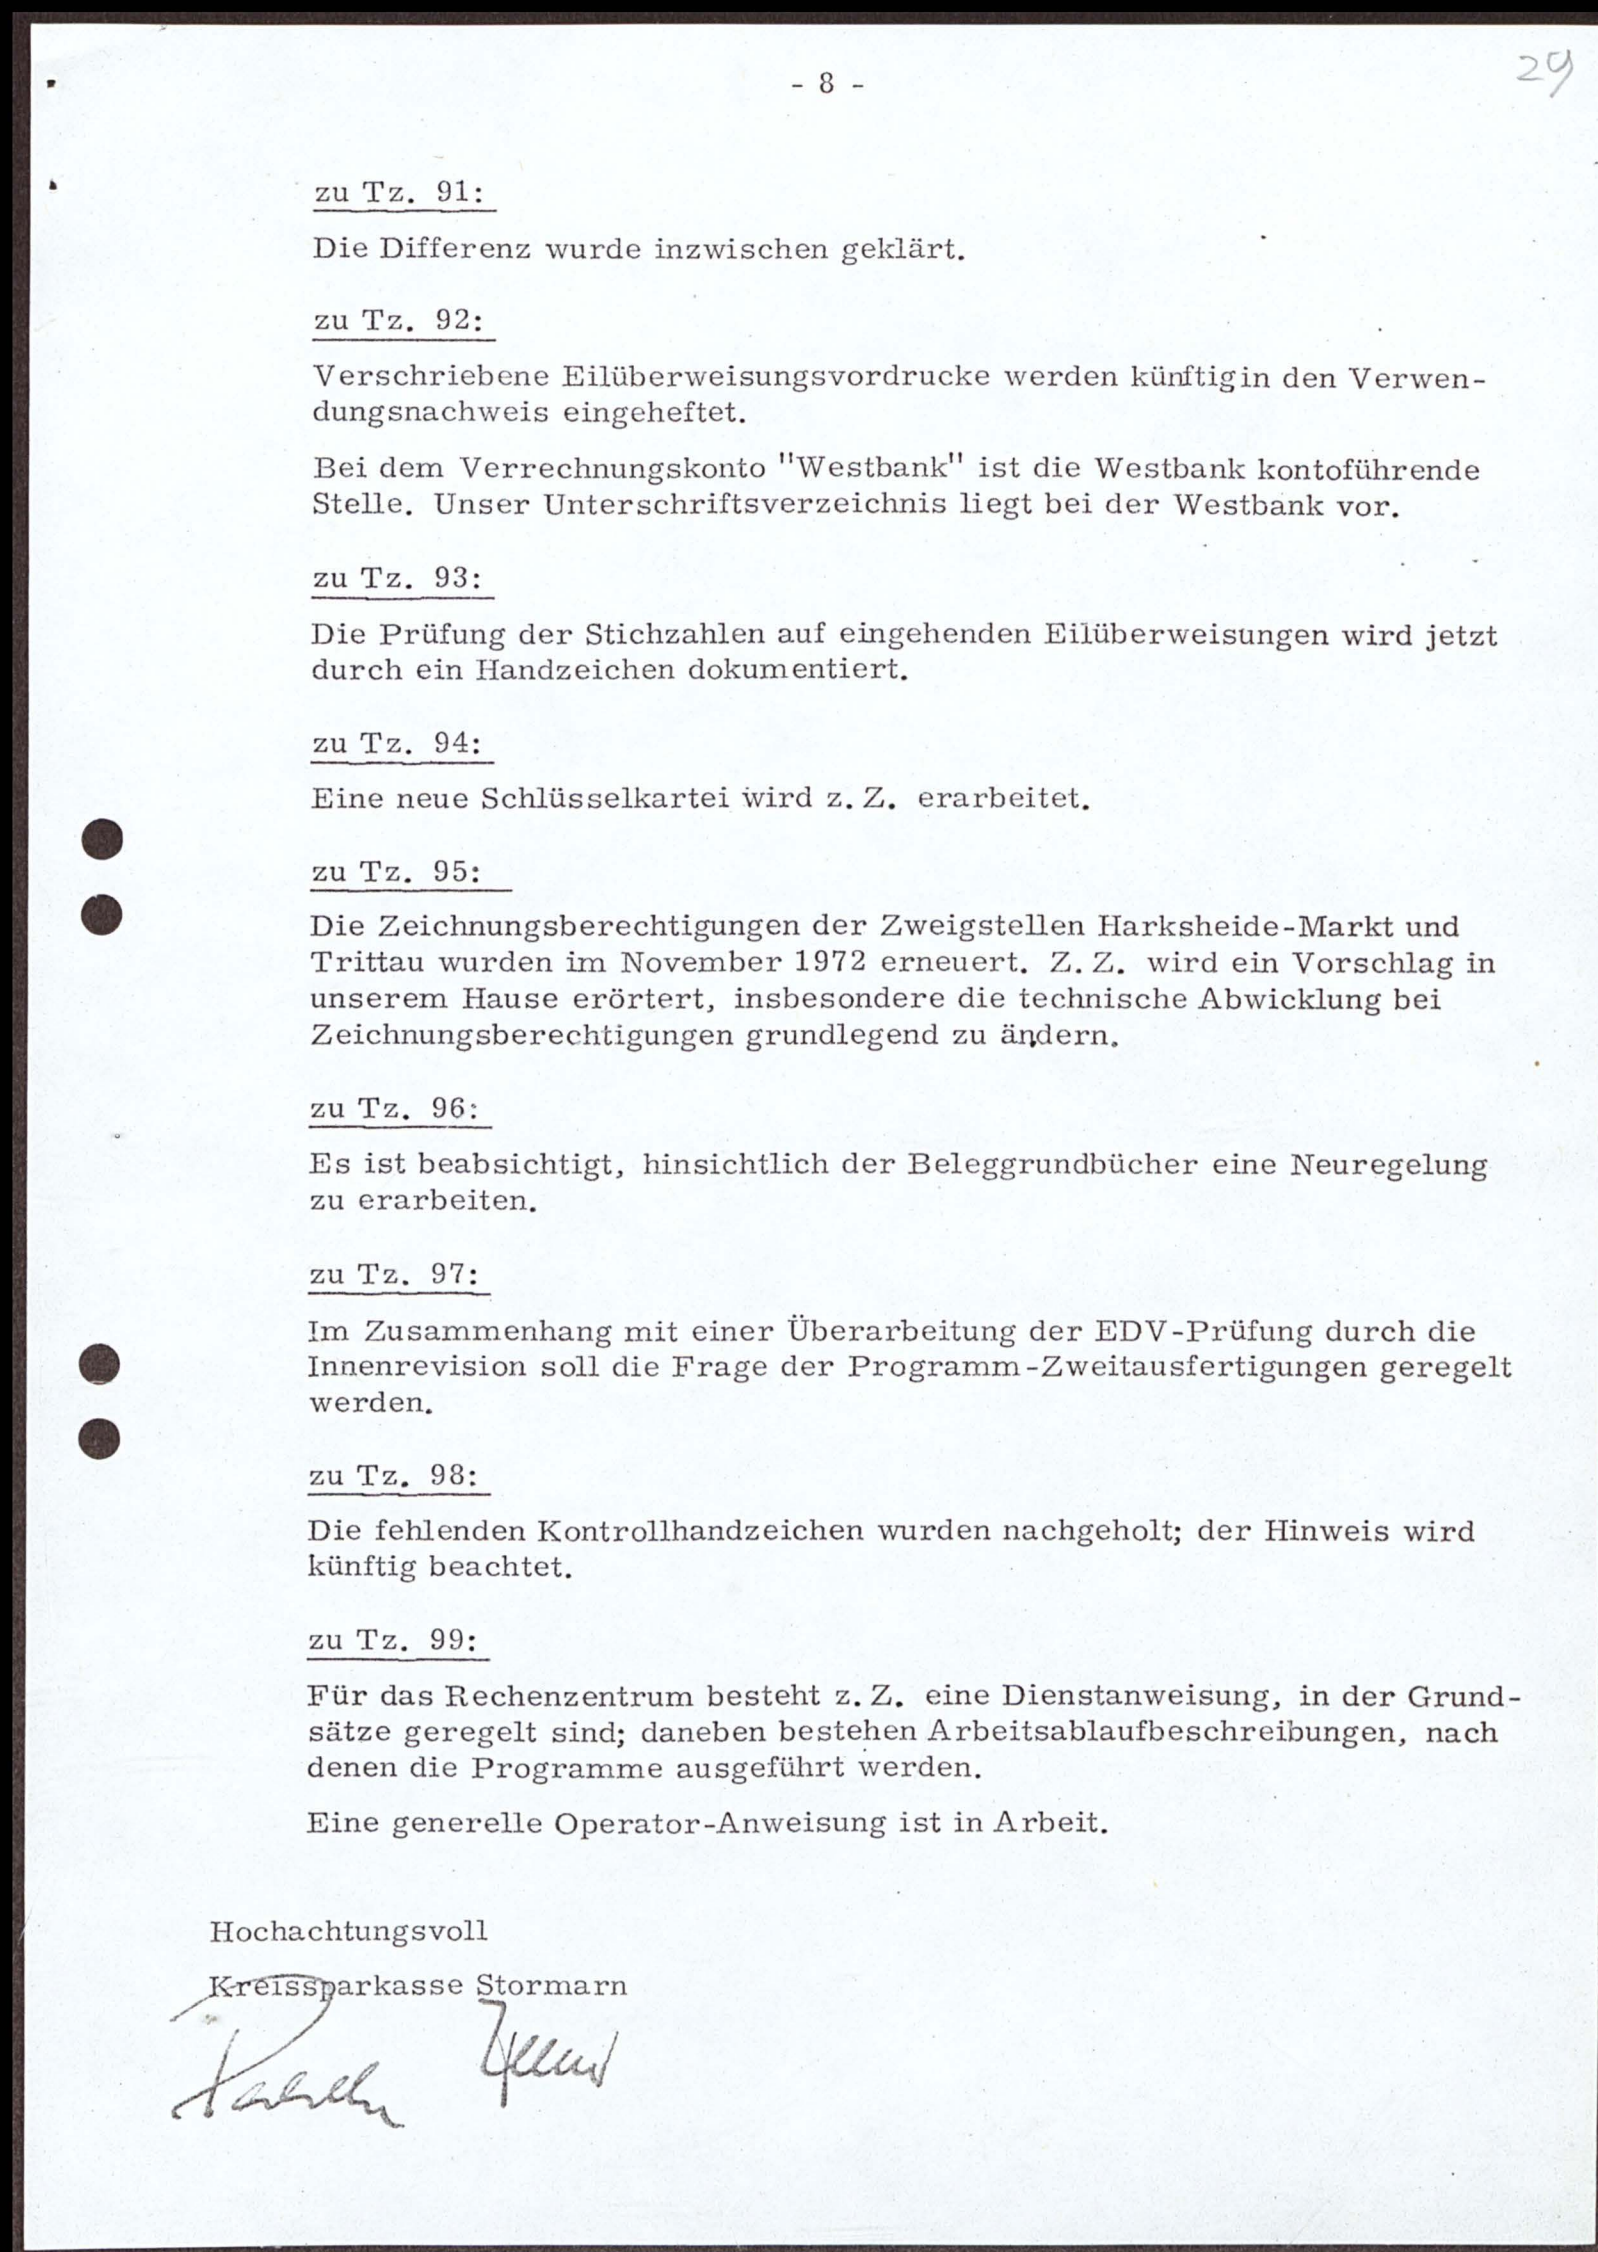 - 8 -
29
zu Tz. 91:
Die Differenz wurde inzwischen geklärt.
zu Tz. 92:
Verschriebene Eilüberweisungsvordrucke werden künftigin den Verwen-
dungsnachweis eingeheftet.
Bei dem Verrechnungskonto "Westbank" ist die Westbank kontoführende
Stelle. Unser Unterschriftsverzeichnis liegt bei der Westbank vor.
zu Tz. 93:
Die Prüfung der Stichzahlen auf eingehenden Eilüberweisungen wird jetzt
durch ein Handzeichen dokumentiert.
zu Tz. 94:
Eine neue Schlüsselkartei wird z. Z. erarbeitet.
zu Tz. 95:
Die Zeichnungsberechtigungen der Zweigstellen Harksheide-Markt und
Trittau wurden im November 1972 erneuert. Z. Z. wird ein Vorschlag in
unserem Hause erörtert, insbesondere die technische Abwicklung bei
Zeichnungsberechtigungen grundlegend zu ändern.
zu Tz. 96:
Es ist beabsichtigt, hinsichtlich der Beleggrundbücher eine Neuregelung
zu erarbeiten.
zu Tz. 97:
Im Zusammenhang mit einer Überarbeitung der EDV-Prüfung durch die
Innenrevision soll die Frage der Programm-Zweitausfertigungen geregelt
werden.
zu Tz. 98:
Die fehlenden Kontrollhandzeichen wurden nachgeholt; der Hinweis wird
künftig beachtet.
zu Tz. 99:
Für das Rechenzentrum besteht z. Z. eine Dienstanweisung, in der Grund-
sätze geregelt sind; daneben bestehen Arbeitsablaufbeschreibungen, nach
denen die Programme ausgeführt werden.
Eine generelle Operator-Anweisung ist in Arbeit.
Hochachtungsvoll
Kreissparkasse Stormarn